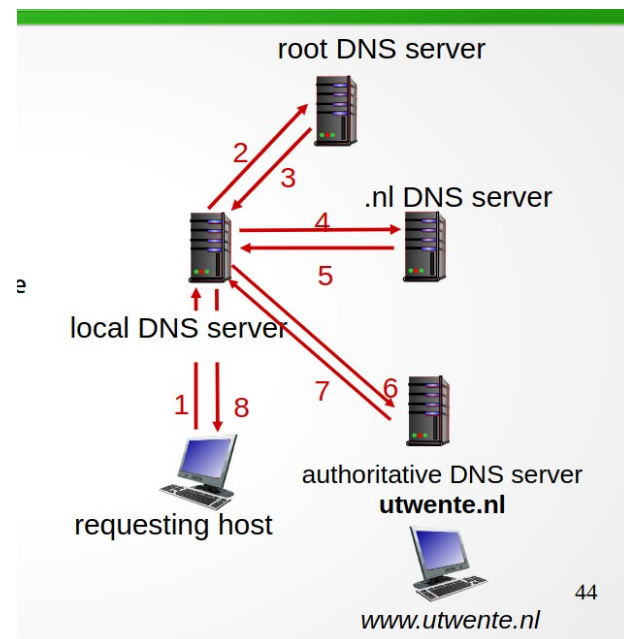 root DNS server
2
3
.nl DNS server
4
5
e
local DNS server
7
6
1
8
authoritative DNS server
utwente.nl
requesting host
www.utwente.nl
44